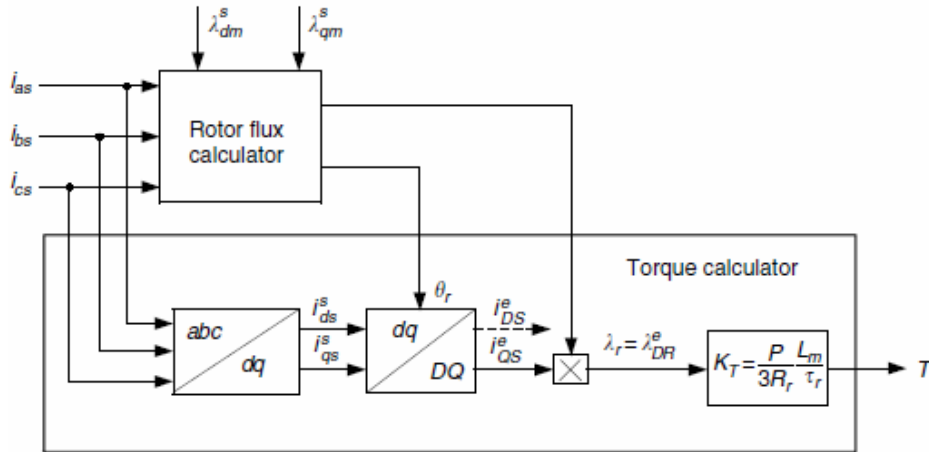 λ^s_dm
λ^s_qm
i_as
i_bs
i_cs
Rotor flux
calculator
Torque calculator
θ_r
abc
dq
i^s_ds
i^s_qs
dq
DQ
i^e_DS
i^e_QS
λ_r = λ^e_DR
K_T = P/3R_r L_m/τ_r
T